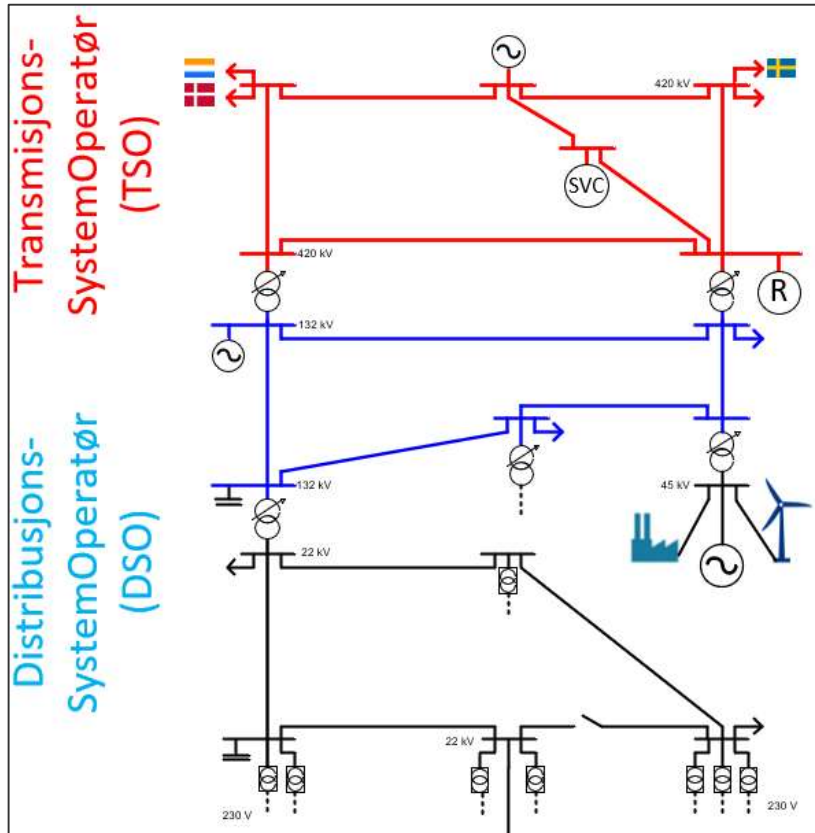 Transmisjons-
SystemOperatør
(TSO)
420 kV
SVC
420 kV
R
132 kV
Distribusjons-
SystemOperatør
(DSO)
132 kV
45 kV
22 kV
22 kV
230 V
230 V